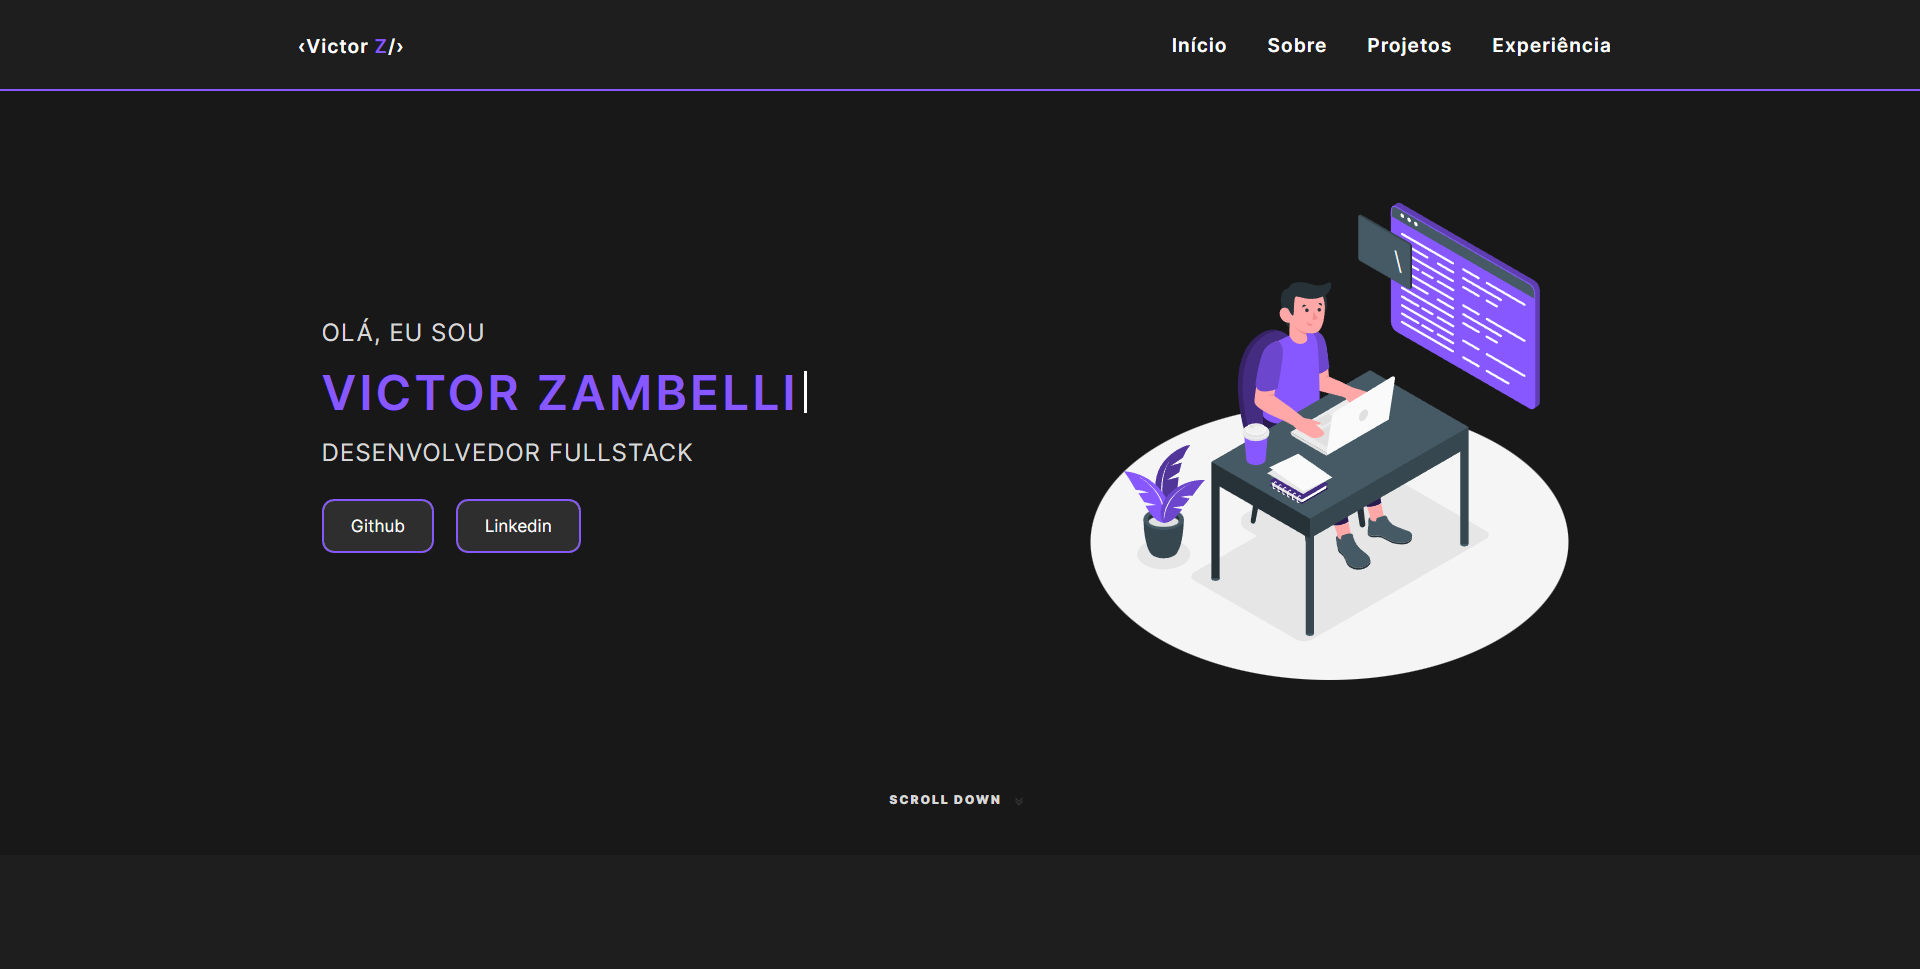 ‹Victor Z/›
Início Sobre Projetos Experiência
OLÁ, EU SOU
VICTOR ZAMBELLI
DESENVOLVEDOR FULLSTACK
Github Linkedin
SCROLL DOWN